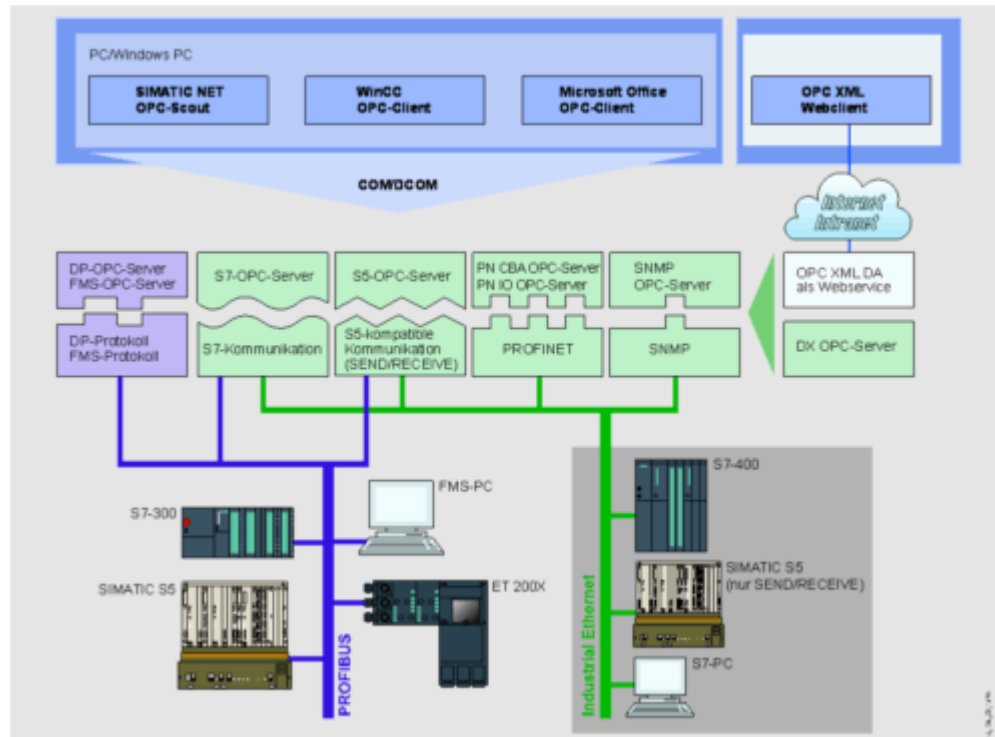 PC/Windows PC
SIMATIC NET
OPC-Scout
WinCC
OPC-Client
Microsoft Office
OPC-Client
OPC XML
Webclient
COM/DCOM
Internet
Intranet
DP-OPC-Server
FMS-OPC-Server
S7-OPC-Server
S5-OPC-Server
PN CBA OPC-Server
PN IO OPC-Server
SNMP
OPC-Server
OPC XML DA
als Webservice
DP-Protokoll
FMS-Protokoll
S7-Kommunikation
S5-kompatible
Kommunikation
(SEND/RECEIVE)
PROFINET
SNMP
DX OPC-Server
S7-300
FMS-PC
S7-400
SIMATIC S5
ET 200X
SIMATIC S5
(nur SEND/RECEIVE)
S7-PC
PROFIBUS
Industrial Ethernet